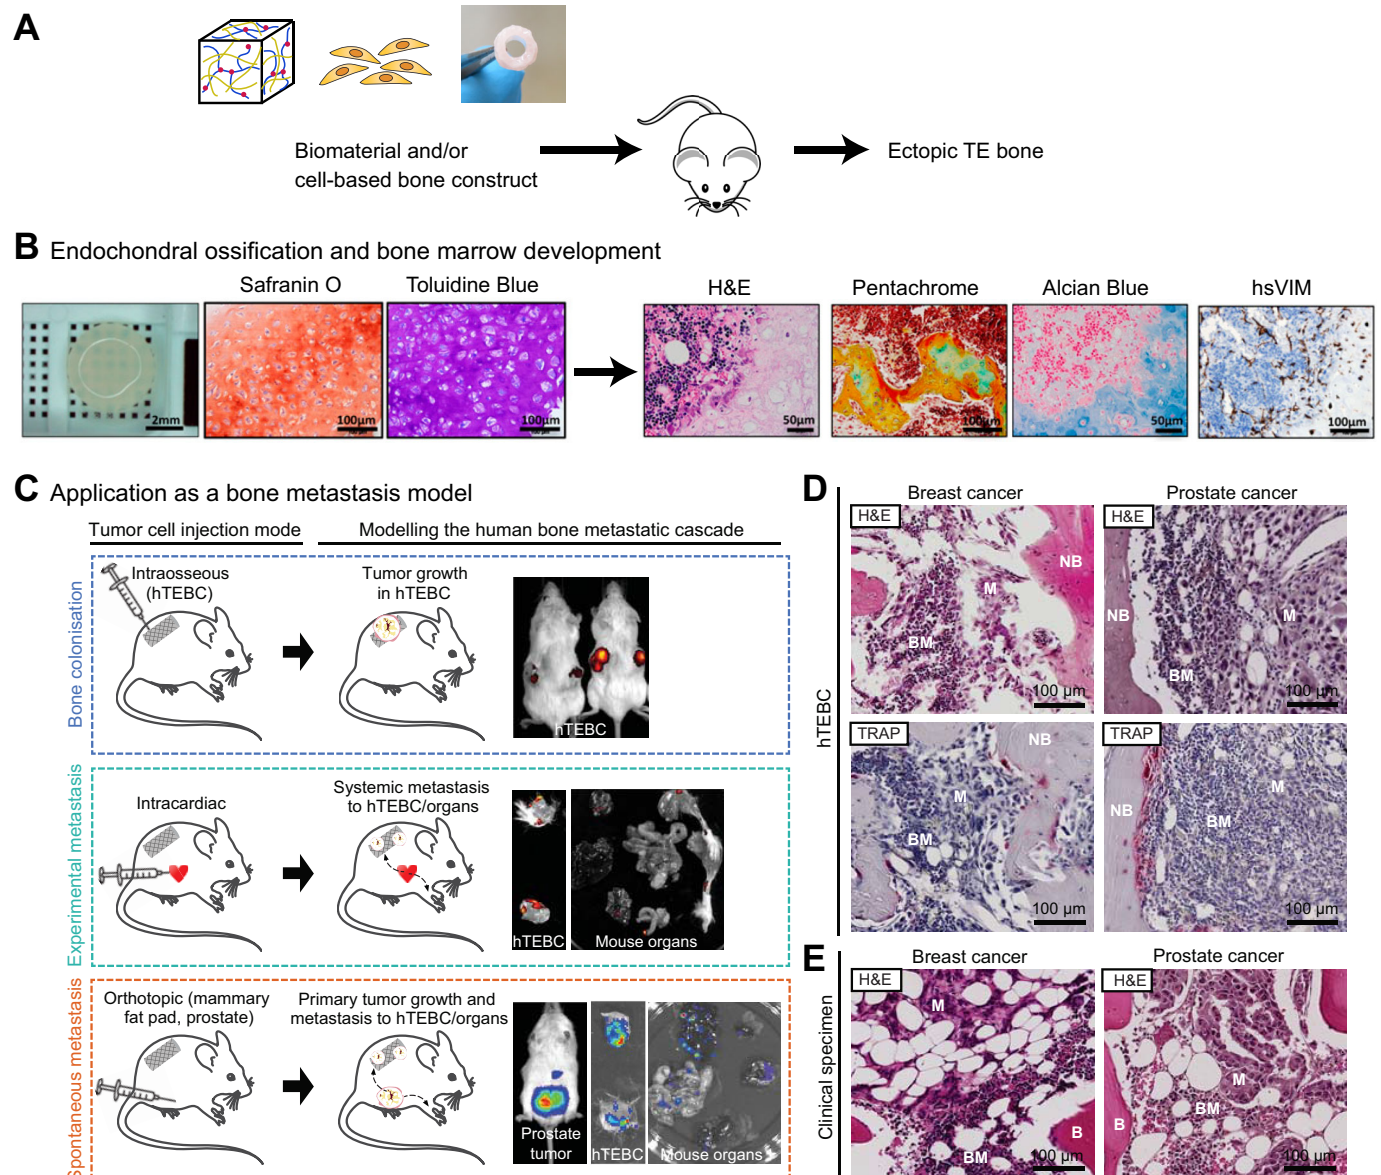 A
Biomaterial and/or
cell-based bone construct
Ectopic TE bone
B Endochondral ossification and bone marrow development
Safranin O
Toluidine Blue
H&E
Pentachrome
Alcian Blue
hsVIM
2mm
100µm
100µm
50µm
100µm
50µm
100µm
C Application as a bone metastasis model
Tumor cell injection mode
Modelling the human bone metastatic cascade
Bone colonisation
Intraosseous
(hTEBC)
Tumor growth
in hTEBC
hTEBC
Experimental metastasis
Intracardiac
Systemic metastasis
to hTEBC/organs
hTEBC
Mouse organs
Spontaneous metastasis
Orthotopic (mammary
fat pad, prostate)
Primary tumor growth and
metastasis to hTEBC/organs
Prostate
tumor
hTEBC
Mouse organs
D
hTEBC
Breast cancer
Prostate cancer
H&E
NB
M
BM
100 µm
H&E
NB
M
BM
100 µm
TRAP
NB
M
BM
100 µm
TRAP
NB
M
BM
100 µm
E
Clinical specimen
Breast cancer
Prostate cancer
H&E
M
B
BM
100 µm
H&E
M
BM
B
100 µm